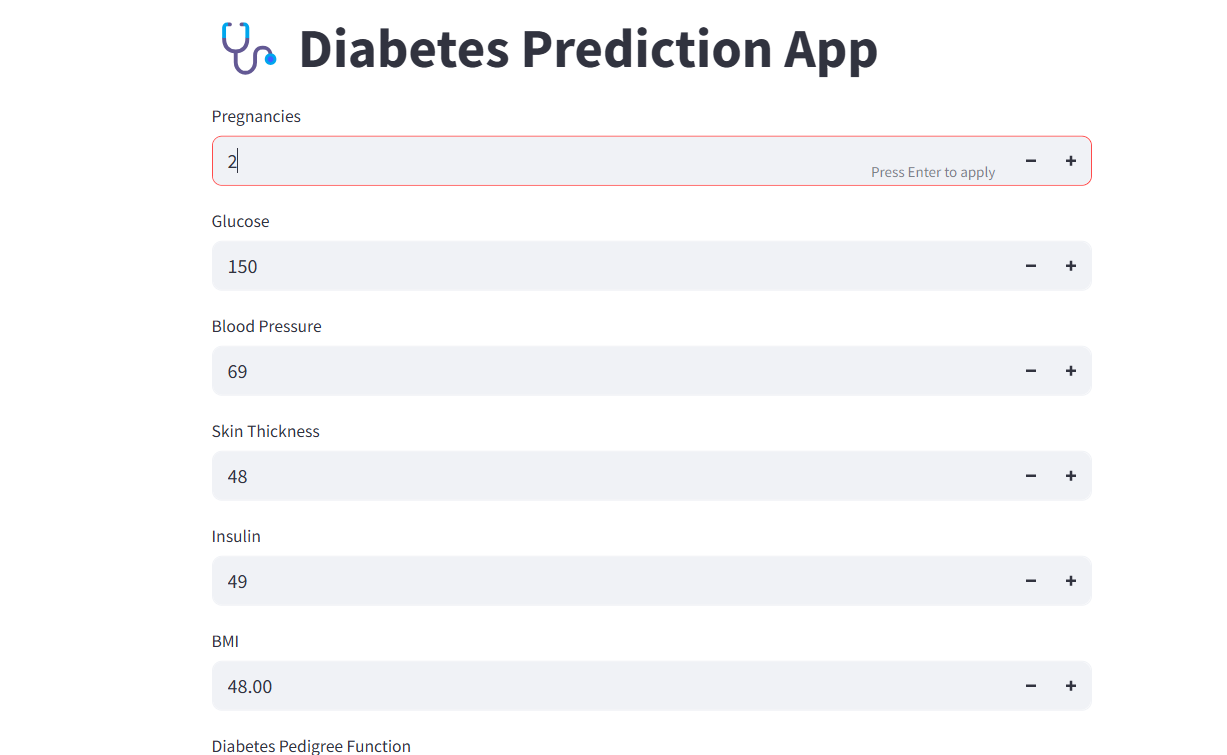 Diabetes Prediction App
Pregnancies
2
Press Enter to apply
Glucose
150
Blood Pressure
69
Skin Thickness
48
Insulin
49
BMI
48.00
Diabetes Pedigree Function